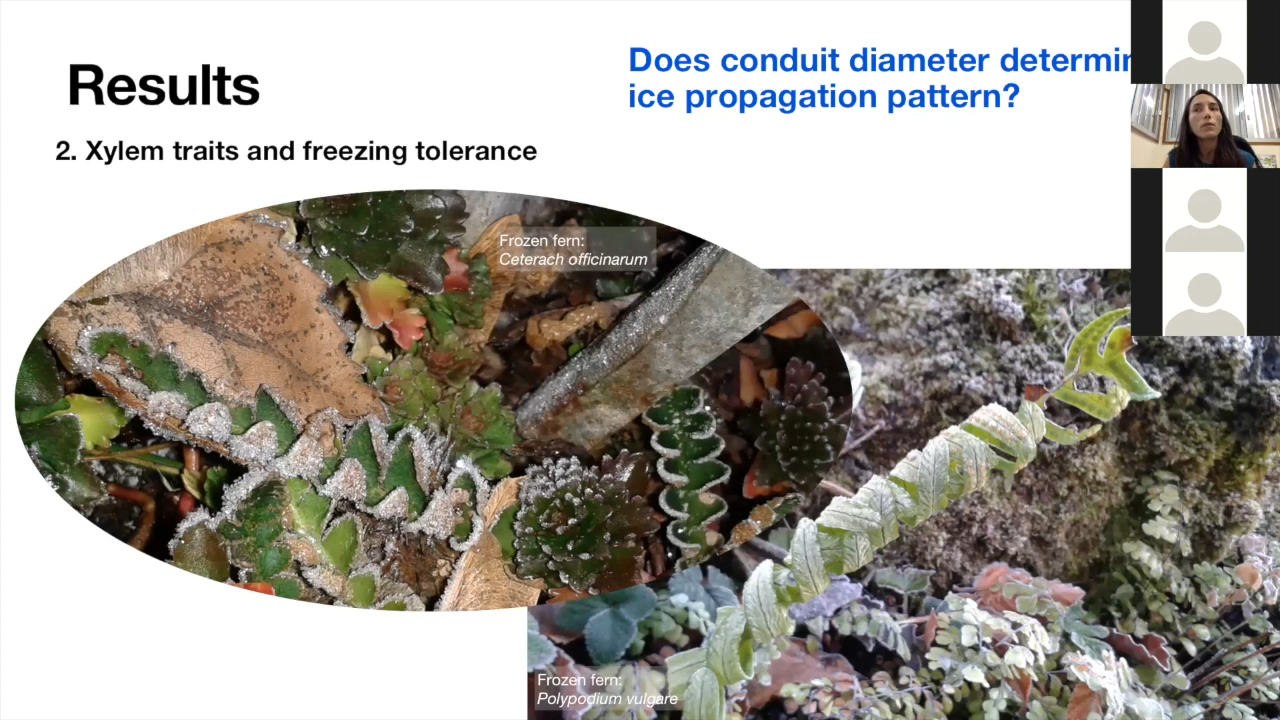 Results
Does conduit diameter determin
ice propagation pattern?
2. Xylem traits and freezing tolerance
Frozen fern:
Ceterach officinarum
Frozen fern:
Polypodium vulgare